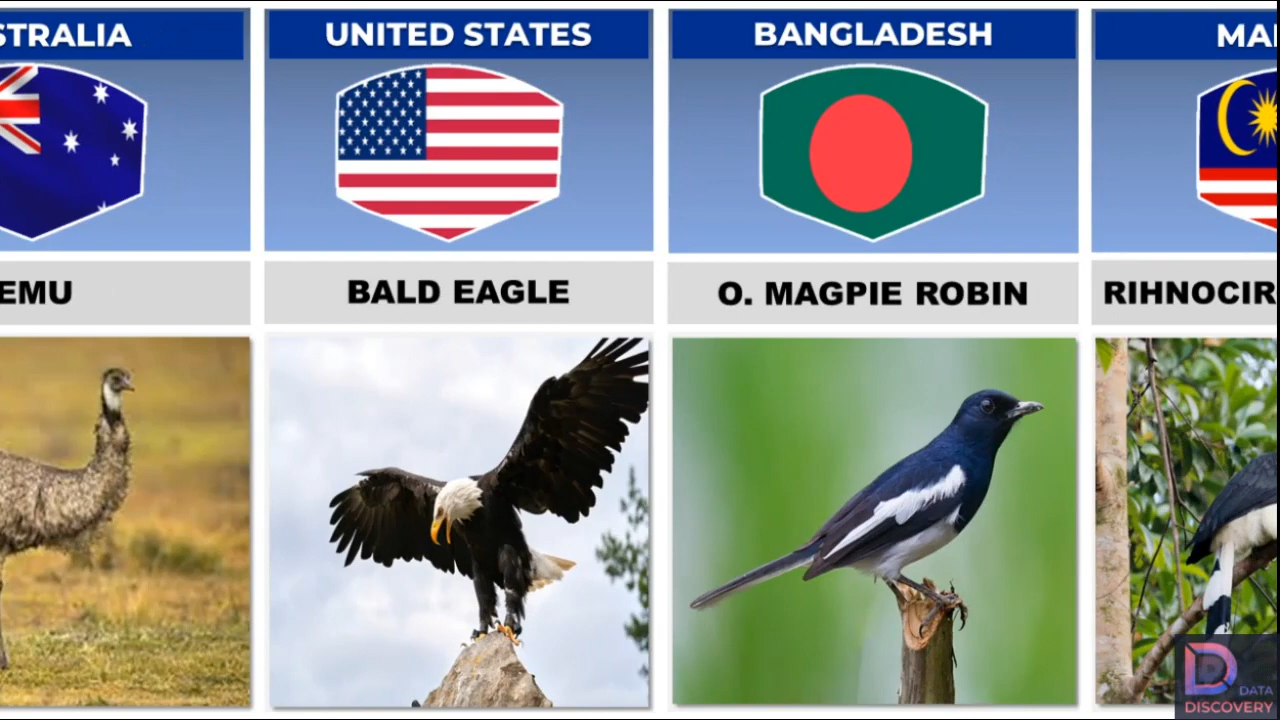 STRALIA
UNITED STATES
BANGLADESH
MA
EMU
BALD EAGLE
O. MAGPIE ROBIN
RIHNOCIR
DATA
DISCOVERY